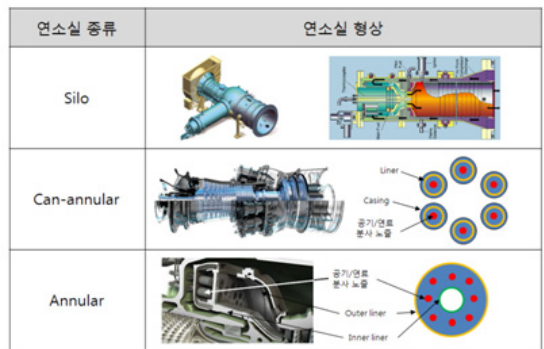 연소실 종류
연소실 형상
Silo
Can-annular
Liner
Casing
공기/연료
분사 노즐
Annular
공기/연료
분사 노즐
Outer liner
Inner liner